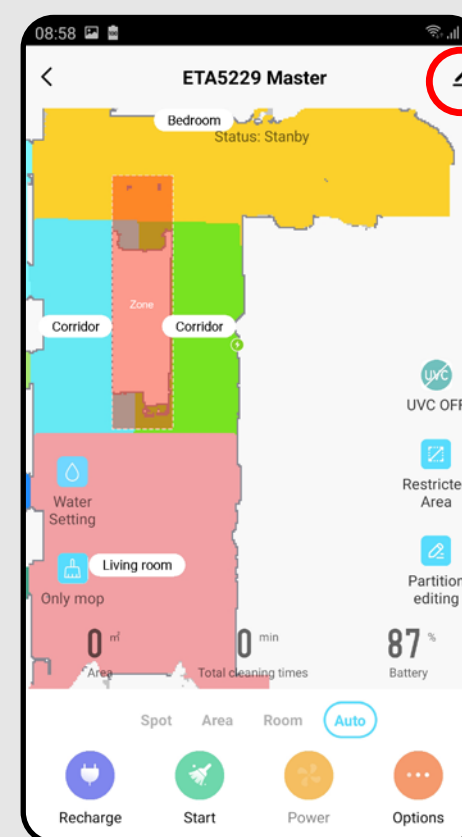 08:58
ETA5229 Master
Bedroom
Status: Stanby
Zone
Corridor
Corridor
UVC
UVC OFF
Restricte
Area
Water
Setting
Living room
Only mop
Partition
editing
0 ㎡
0 min
87 %
Area
Total cleaning times
Battery
Spot
Area
Room
Auto
Recharge
Start
Power
Options